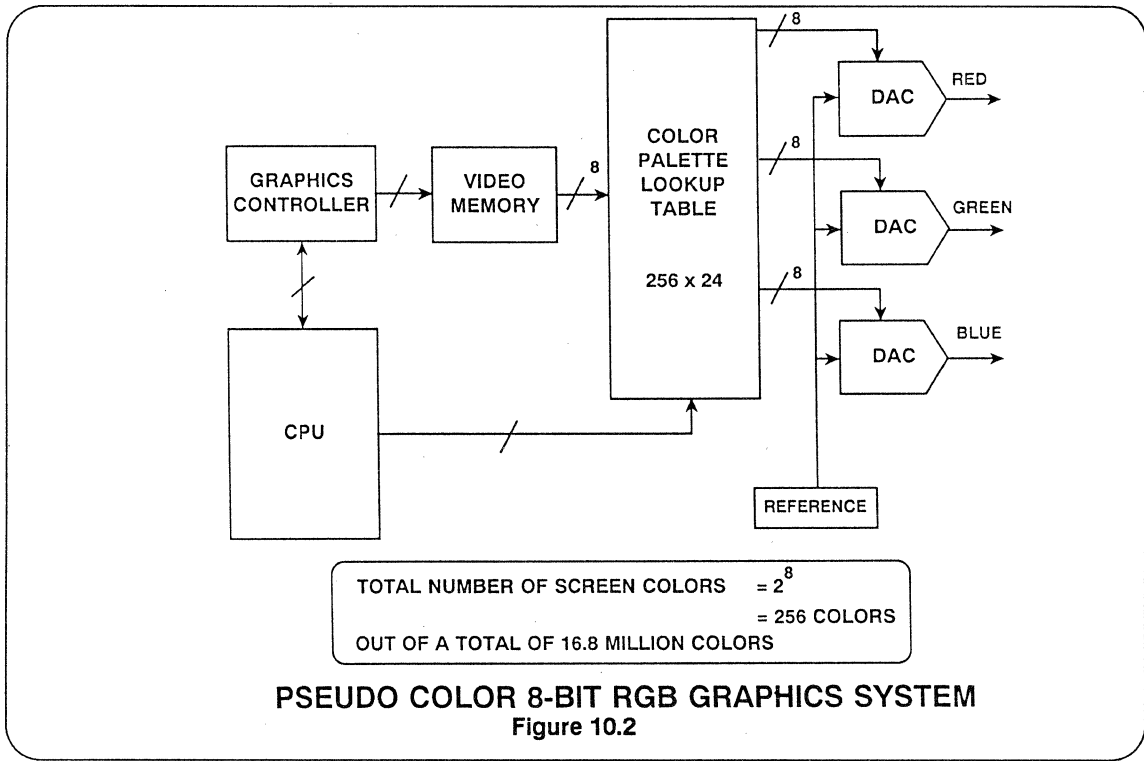 8
DAC
RED
COLOR
PALETTE
LOOKUP
TABLE
256 x 24
8
GRAPHICS
CONTROLLER
VIDEO
MEMORY
8
DAC
GREEN
8
DAC
BLUE
CPU
REFERENCE
TOTAL NUMBER OF SCREEN COLORS = 2^8
= 256 COLORS
OUT OF A TOTAL OF 16.8 MILLION COLORS
PSEUDO COLOR 8-BIT RGB GRAPHICS SYSTEM
Figure 10.2